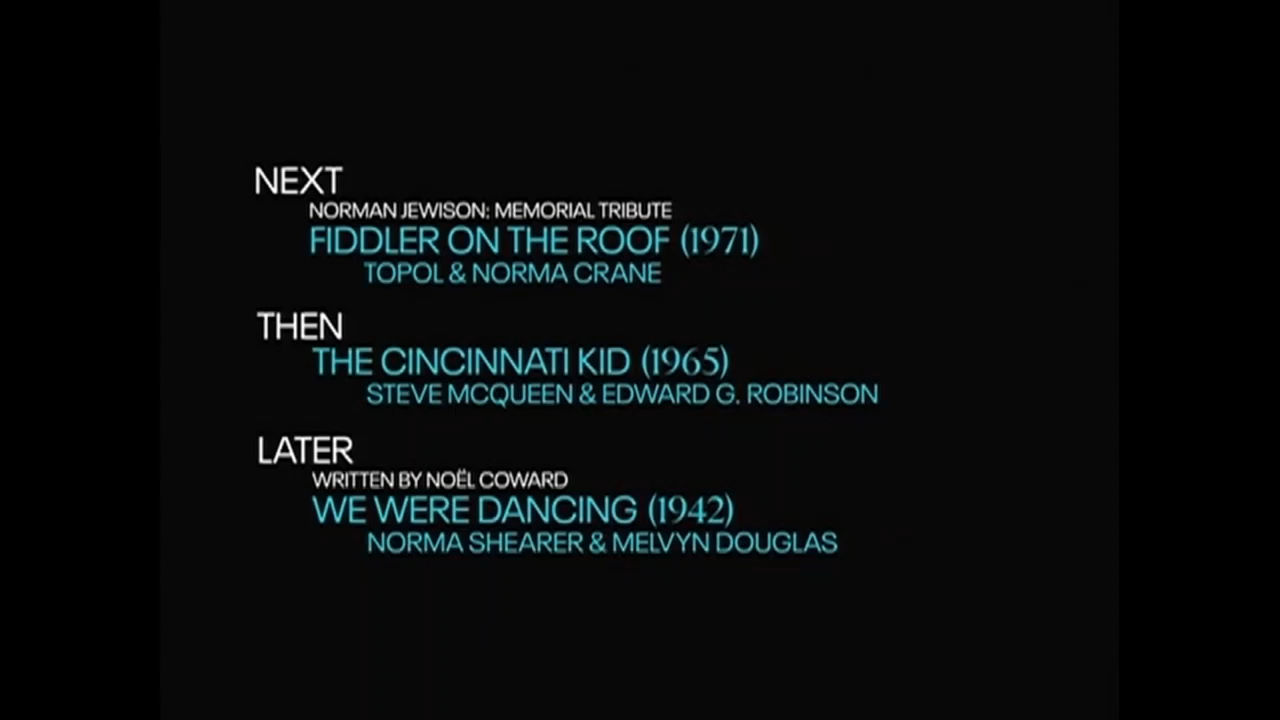 NEXT
NORMAN JEWISON: MEMORIAL TRIBUTE
FIDDLER ON THE ROOF (1971)
TOPOL & NORMA CRANE
THEN
THE CINCINNATI KID (1965)
STEVE MCQUEEN & EDWARD G. ROBINSON
LATER
WRITTEN BY NOËL COWARD
WE WERE DANCING (1942)
NORMA SHEARER & MELVYN DOUGLAS